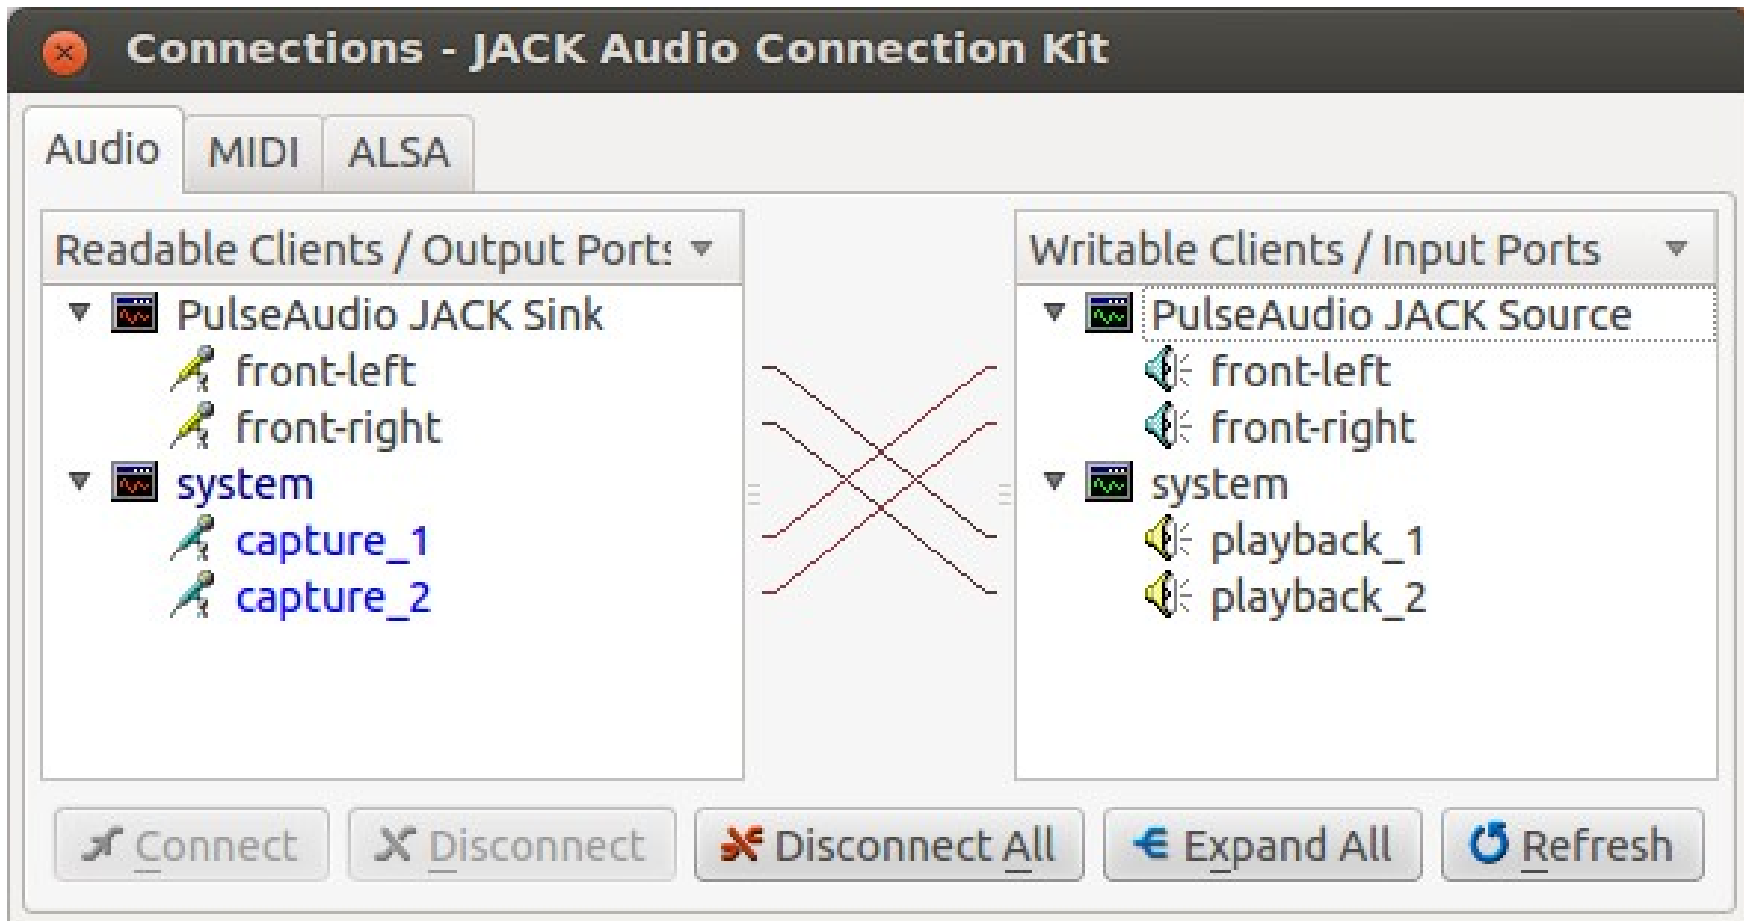 Connections - JACK Audio Connection Kit
Audio MIDI ALSA
Readable Clients / Output Ports
PulseAudio JACK Sink
front-left
front-right
system
capture_1
capture_2
Writable Clients / Input Ports
PulseAudio JACK Source
front-left
front-right
system
playback_1
playback_2
Connect Disconnect Disconnect All Expand All Refresh